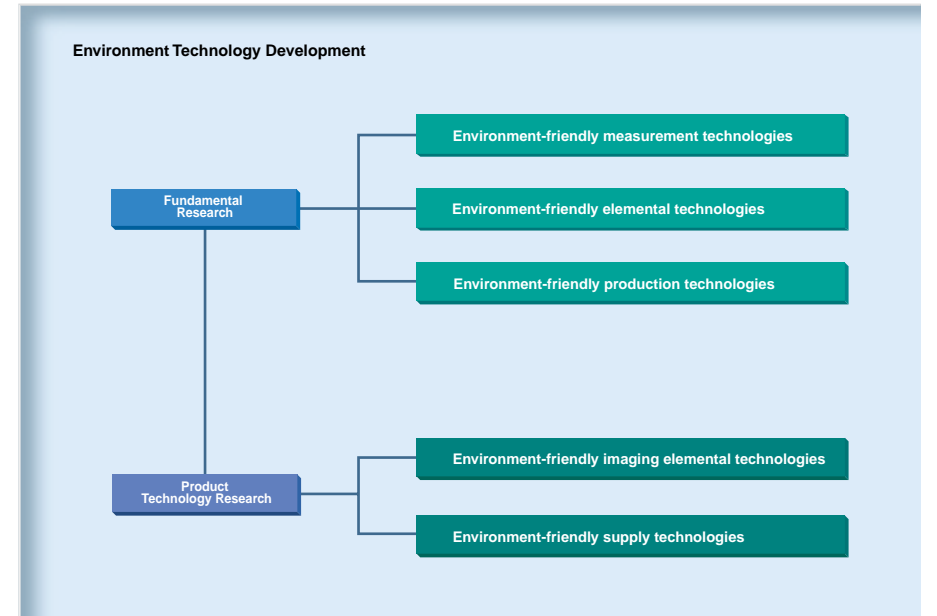 Environment Technology Development
Environment-friendly measurement technologies
Fundamental
Research
Environment-friendly elemental technologies
Environment-friendly production technologies
Environment-friendly imaging elemental technologies
Product
Technology Research
Environment-friendly supply technologies